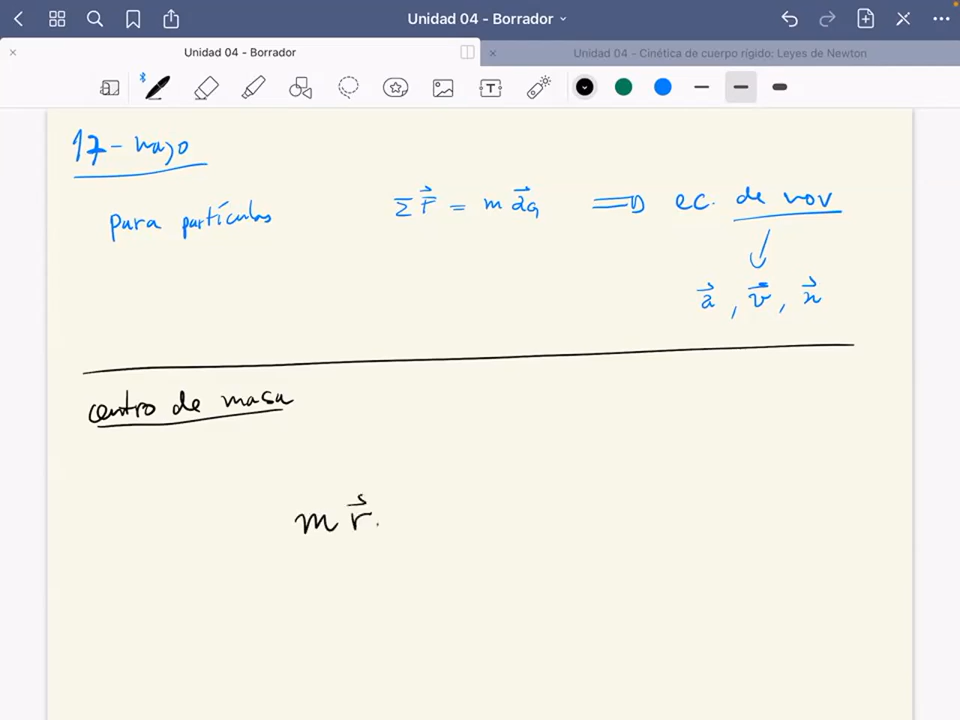 Unidad 04 - Borrador
Unidad 04 - Borrador
Unidad 04 - Cinética de cuerpo rígido: Leyes de Newton
17 - mayo
para partículas
Σ F⃗ = m a⃗G ⟹ ec. de mov
a⃗ , v⃗ , r⃗
centro de masa
m r⃗.